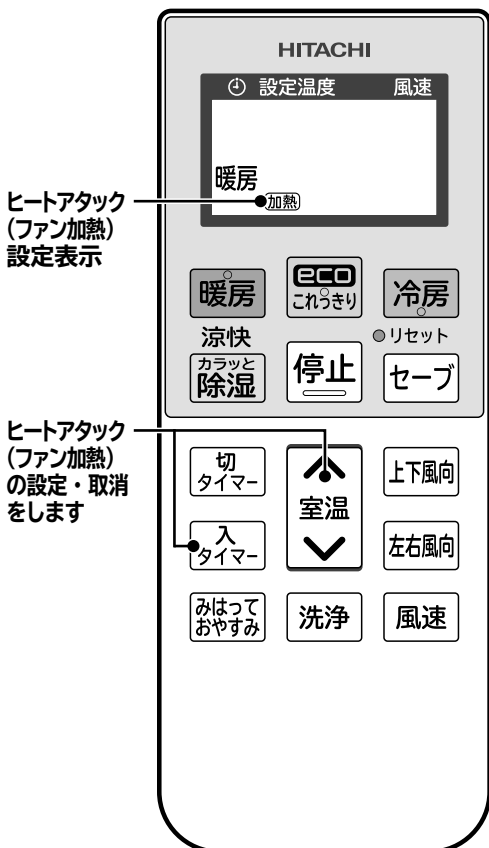 HITACHI
設定温度 風速
暖房
加熱
ヒートアタック
(ファン加熱)
設定表示
暖房
eco
これっきり
冷房
涼快
リセット
カラッと
除湿
停止
セーブ
ヒートアタック
(ファン加熱)
の設定・取消
をします
切
タイマー
室温
上下風向
入
タイマー
左右風向
みはって
おやすみ
洗浄
風速